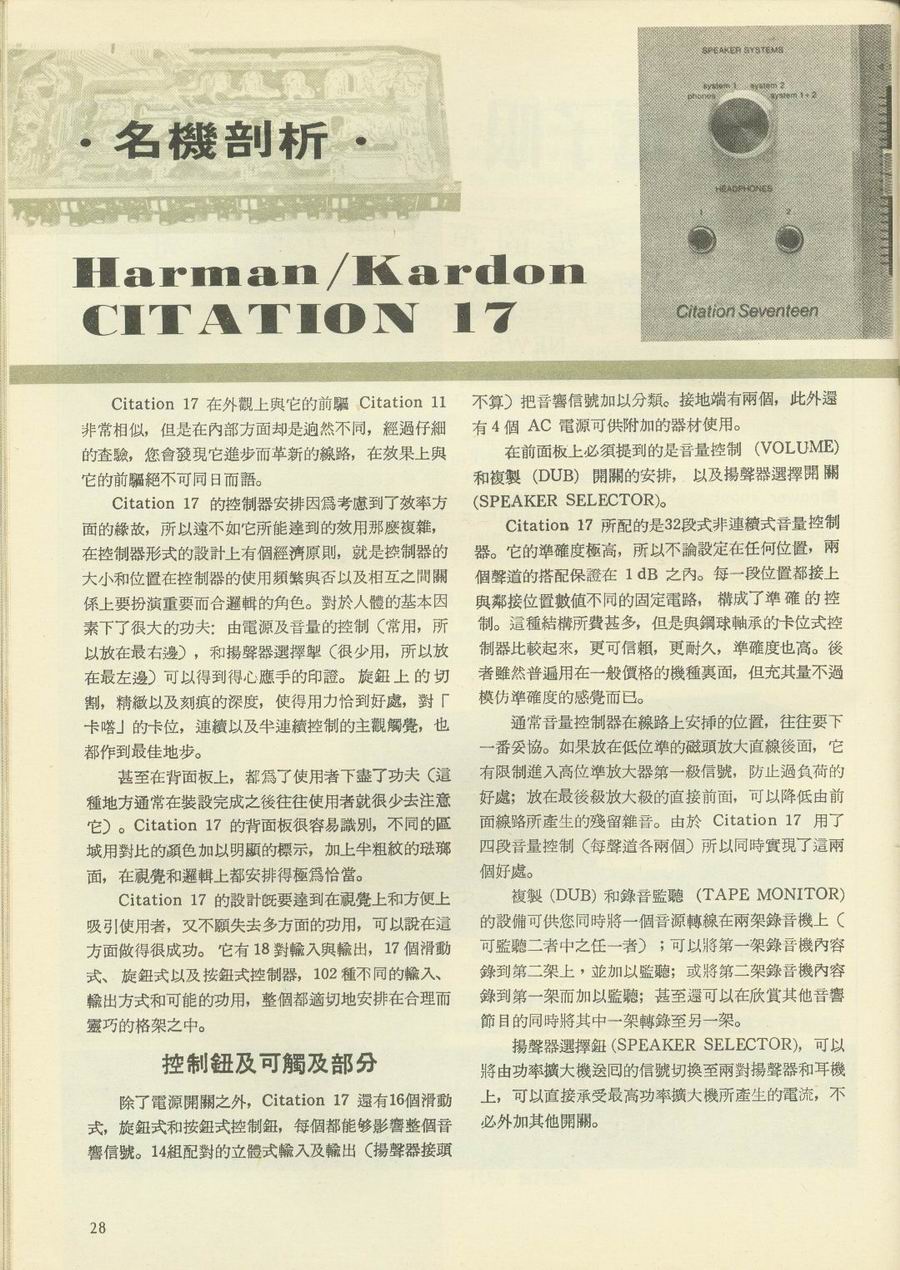 ・名機剖析・
SPEAKER SYSTEMS
system 1 system 2
phones system 1+2
HEADPHONES
1 2
Citation Seventeen
Harman/Kardon
CITATION 17
Citation 17 在外觀上與它的前驅 Citation 11
非常相似，但是在內部方面却是逈然不同，經過仔細
的查驗，您會發現它進步而革新的線路，在效果上與
它的前驅絕不可同日而語。
Citation 17 的控制器安排因爲考慮到了效率方
面的緣故，所以遠不如它所能達到的效用那麼複雜，
在控制器形式的設計上有個經濟原則，就是控制器的
大小和位置在控制器的使用頻繁與否以及相互之間關
係上要扮演重要而合邏輯的角色。對於人體的基本因
素下了很大的功夫：由電源及音量的控制（常用，所
以放在最右邊），和揚聲器選擇掣（很少用，所以放
在最左邊）可以得到得心應手的印證。旋鈕上的切
割，精緻以及刻痕的深度，使得用力恰到好處，對「
卡嗒」的卡位，連續以及半連續控制的主觀觸覺，也
都作到最佳地步。
甚至在背面板上，都爲了使用者下盡了功夫（這
種地方通常在裝設完成之後往往使用者就很少去注意
它）。Citation 17 的背面板很容易識別，不同的區
域用對比的顏色加以明顯的標示，加上半粗紋的琺瑯
面，在視覺和邏輯上都安排得極爲恰當。
Citation 17 的設計旣要達到在視覺上和方便上
吸引使用者，又不願失去多方面的功用，可以說在這
方面做得很成功。它有18對輸入與輸出，17個滑動
式、旋鈕式以及按鈕式控制器，102種不同的輸入、
輸出方式和可能的功用，整個都適切地安排在合理而
靈巧的格架之中。
控制鈕及可觸及部分
除了電源開關之外，Citation 17 還有16個滑動
式，旋鈕式和按鈕式控制鈕，每個都能够影響整個音
響信號。14組配對的立體式輸入及輸出（揚聲器接頭
不算）把音響信號加以分類。接地端有兩個，此外還
有4個 AC 電源可供附加的器材使用。
在前面板上必須提到的是音量控制 (VOLUME)
和複製 (DUB) 開關的安排，以及揚聲器選擇開關
(SPEAKER SELECTOR)。
Citation 17 所配的是32段式非連續式音量控制
器。它的準確度極高，所以不論設定在任何位置，兩
個聲道的搭配保證在 1 dB 之內。每一段位置都接上
與鄰接位置數値不同的固定電路，構成了準確的控
制。這種結構所費甚多，但是與鋼球軸承的卡位式控
制器比較起來，更可信賴，更耐久，準確度也高。後
者雖然普遍用在一般價格的機種裏面，但充其量不過
模仿準確度的感覺而已。
通常音量控制器在線路上安揷的位置，往往要下
一番妥協。如果放在低位準的磁頭放大直線後面，它
有限制進入高位準放大器第一級信號，防止過負荷的
好處；放在最後級放大級的直接前面，可以降低由前
面線路所產生的殘留雜音。由於 Citation 17 用了
四段音量控制（每聲道各兩個）所以同時實現了這兩
個好處。
複製 (DUB) 和錄音監聽 (TAPE MONITOR)
的設備可供您同時將一個音源轉線在兩架錄音機上（
可監聽二者中之任一者）；可以將第一架錄音機內容
錄到第二架上，並加以監聽；或將第二架錄音機內容
錄到第一架而加以監聽；甚至還可以在欣賞其他音響
節目的同時將其中一架轉錄至另一架。
揚聲器選擇鈕 (SPEAKER SELECTOR)，可以
將由功率擴大機送回的信號切換至兩對揚聲器和耳機
上，可以直接承受最高功率擴大機所產生的電流，不
必外加其他開關。
28